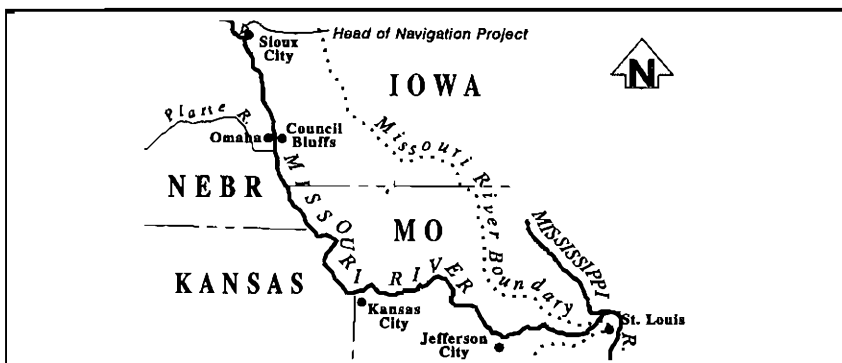 Sioux
City
Head of Navigation Project
IOWA
N
Platte R.
Omaha
Council
Bluffs
Missouri River Boundary
NEBR
MISSOURI RIVER
MO
MISSISSIPPI R
KANSAS
Kansas
City
Jefferson
City
St. Louis